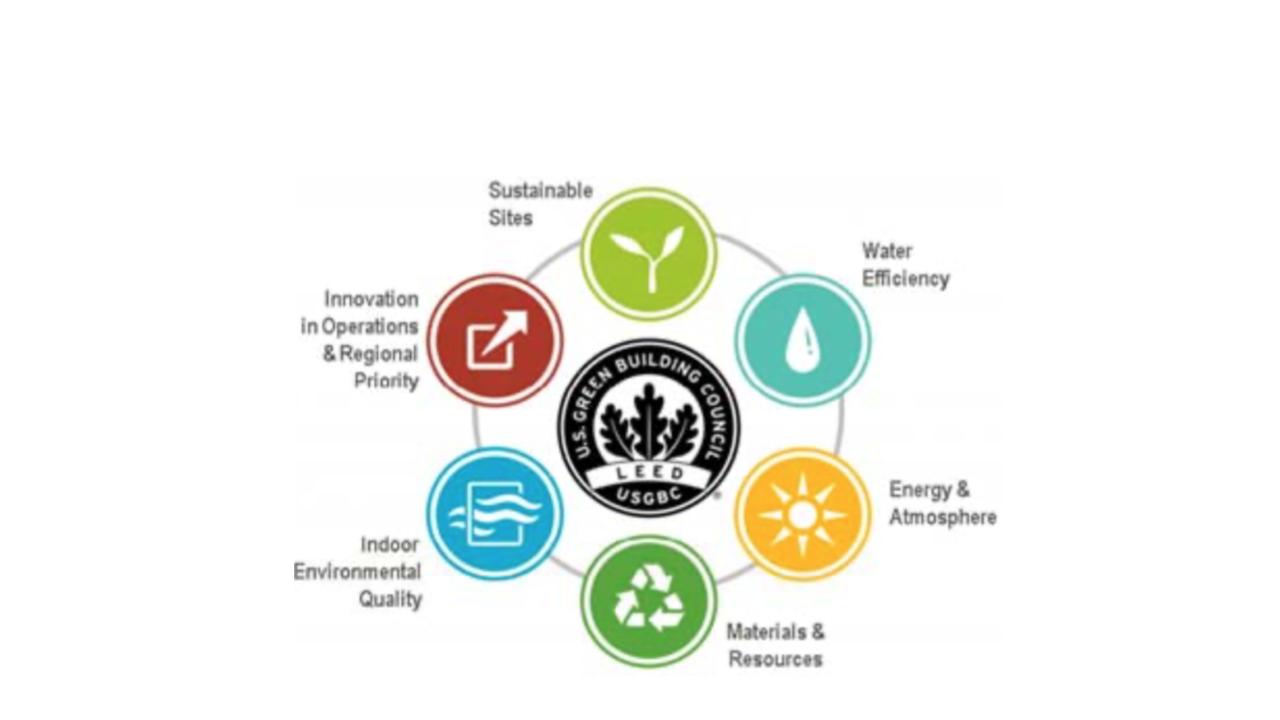 Sustainable
Sites
Water
Efficiency
Energy &
Atmosphere
Materials &
Resources
Indoor
Environmental
Quality
Innovation
in Operations
& Regional
Priority
U.S. GREEN BUILDING COUNCIL
LEED
USGBC
®